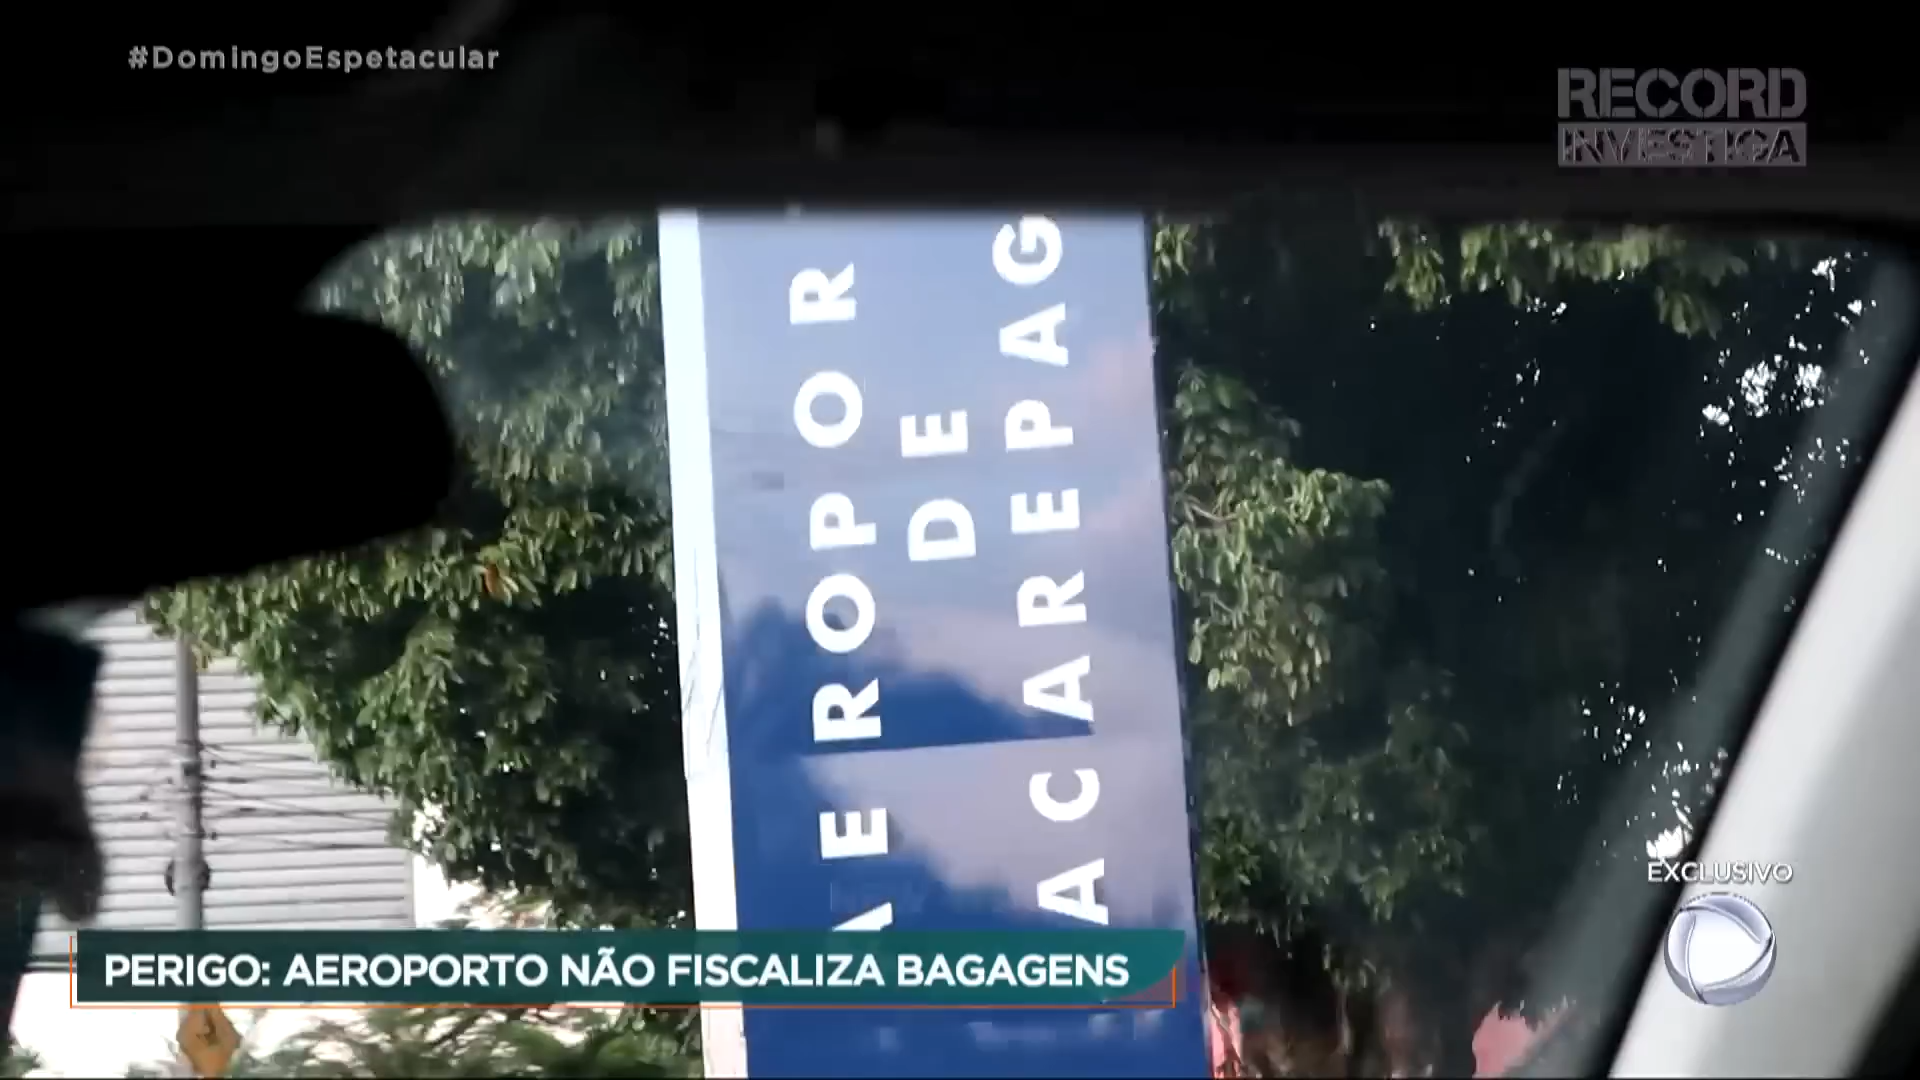 #DomingoEspetacular
RECORD
INVESTIGA
AEROPOR
DE
ACAREPAG
EXCLUSIVO
PERIGO: AEROPORTO NÃO FISCALIZA BAGAGENS